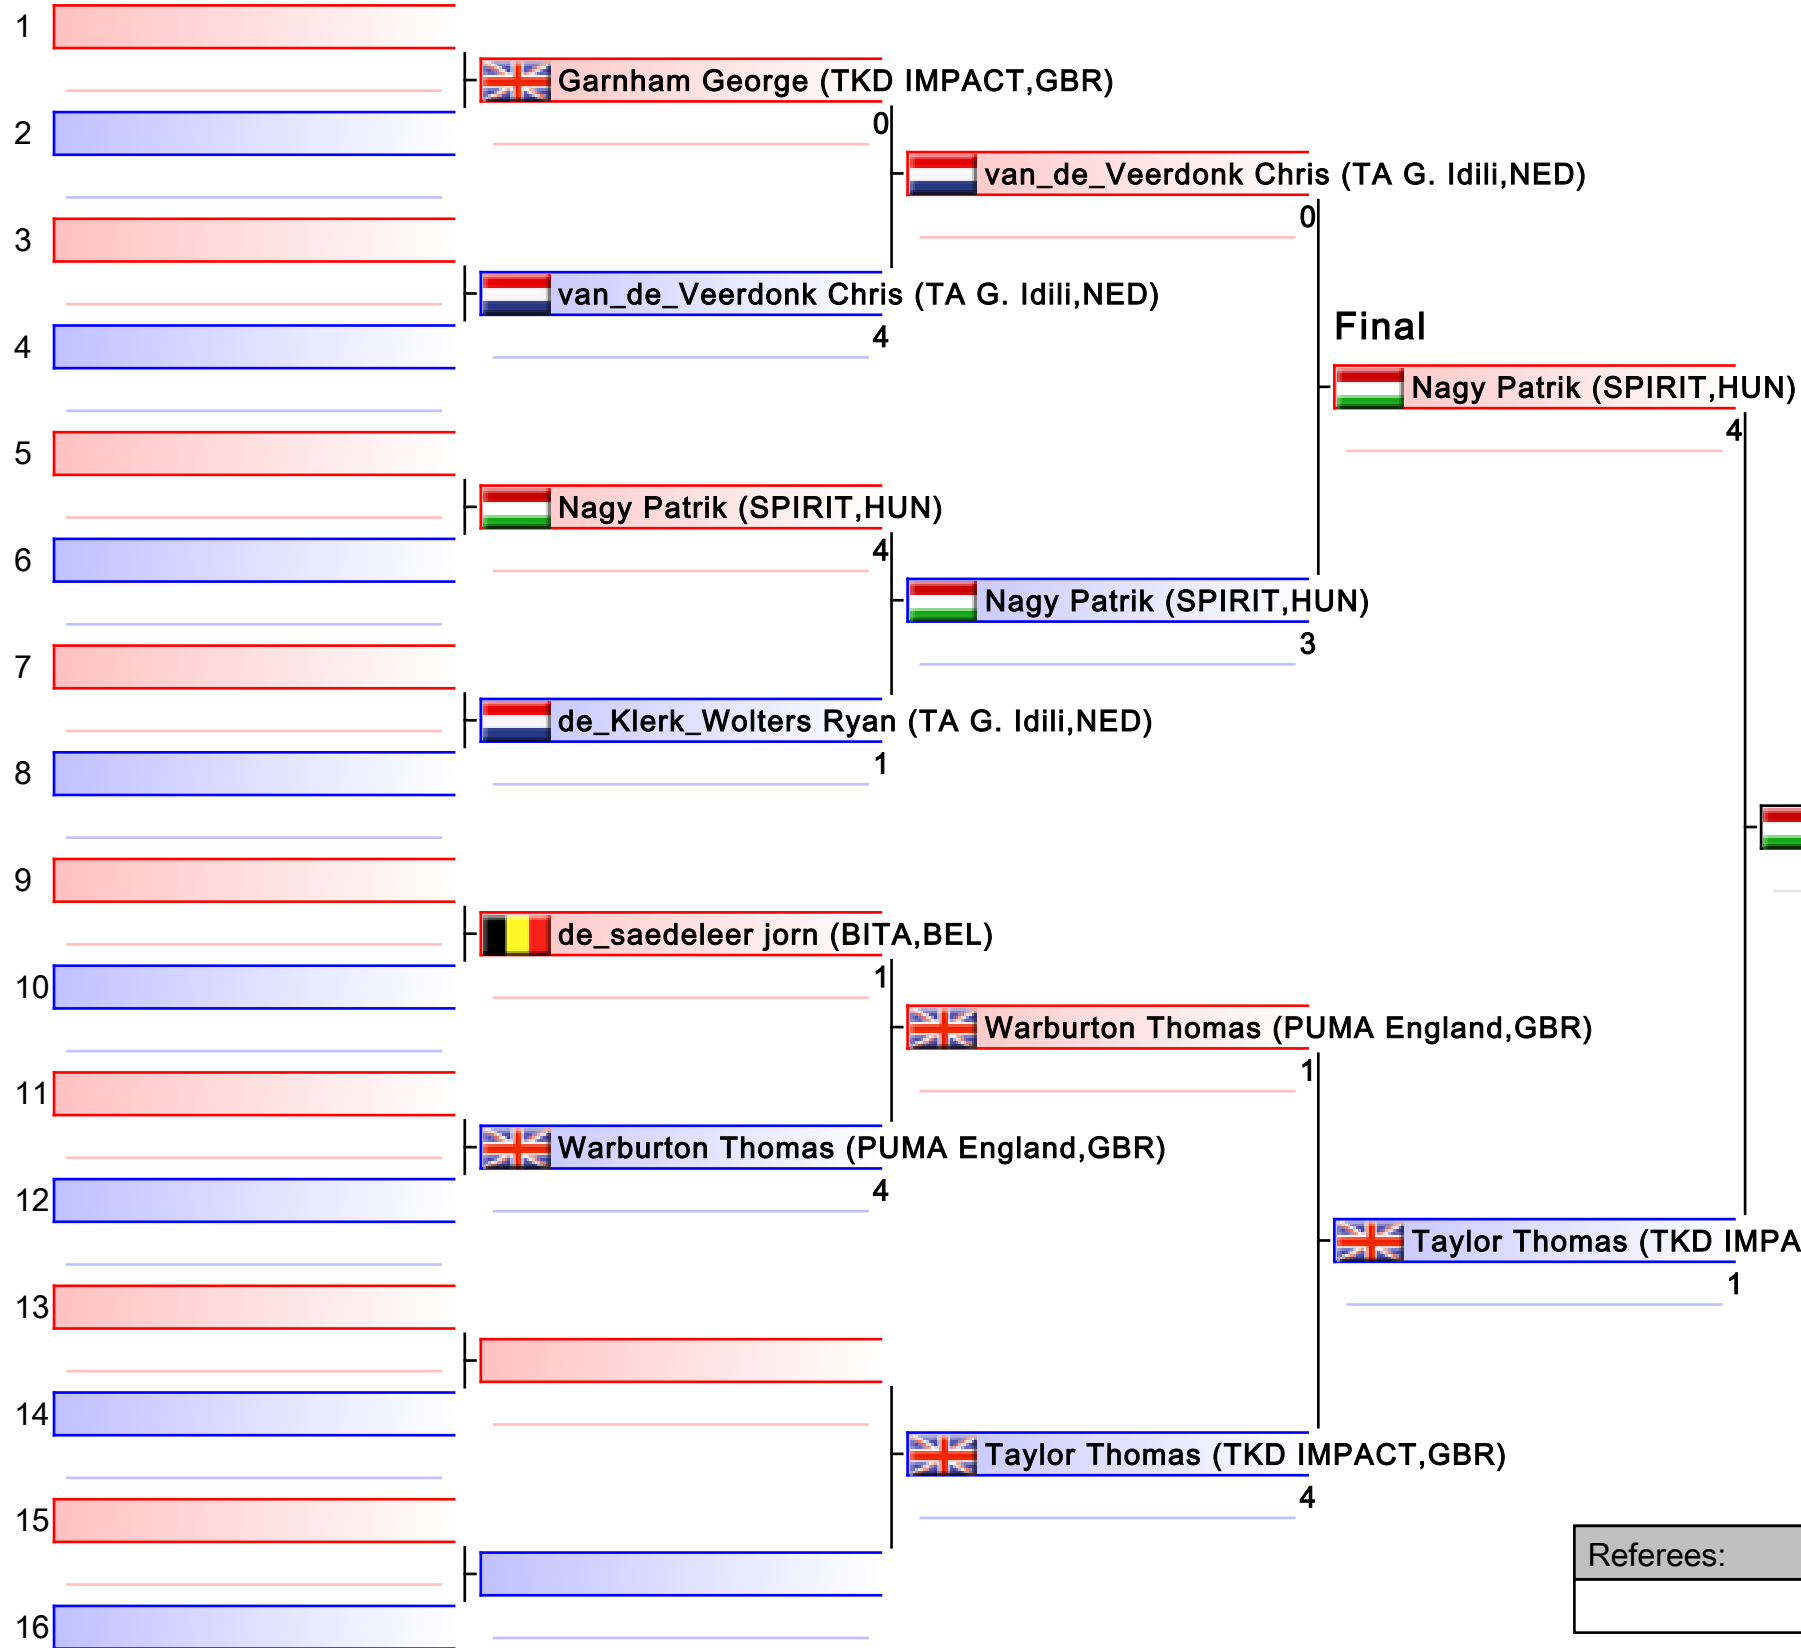 1
Garnham George (TKD IMPACT,GBR)
0
2
van_de_Veerdonk Chris (TA G. Idili,NED)
0
3
van_de_Veerdonk Chris (TA G. Idili,NED)
4
4
Final
Nagy Patrik (SPIRIT,HUN)
4
5
Nagy Patrik (SPIRIT,HUN)
4
6
Nagy Patrik (SPIRIT,HUN)
3
7
de_Klerk_Wolters Ryan (TA G. Idili,NED)
1
8
9
de_saedeleer jorn (BITA,BEL)
1
10
Warburton Thomas (PUMA England,GBR)
1
11
Warburton Thomas (PUMA England,GBR)
4
12
Taylor Thomas (TKD IMPA
1
13
14
Taylor Thomas (TKD IMPACT,GBR)
4
15
Referees:
16